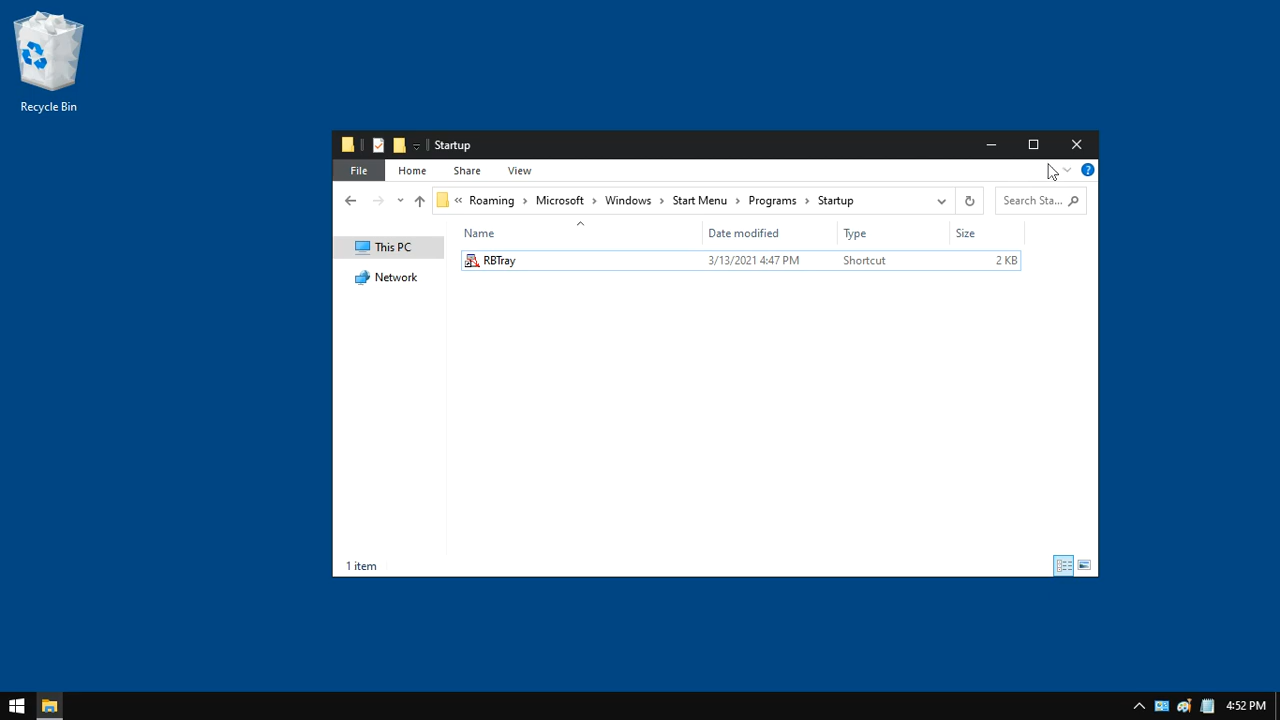 Recycle Bin
Startup
File Home Share View
« Roaming › Microsoft › Windows › Start Menu › Programs › Startup
Search Sta...
Name Date modified Type Size
This PC
RBTray 3/13/2021 4:47 PM Shortcut 2 KB
Network
1 item
4:52 PM